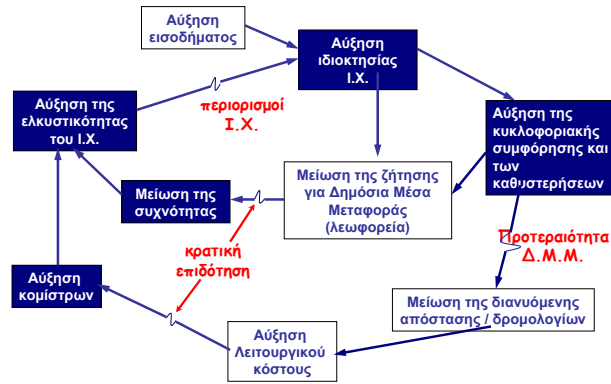 Αύξηση
εισοδήματος
Αύξηση
ιδιοκτησίας
Ι.Χ.
περιορισμοί
Ι.Χ.
Αύξηση της
ελκυστικότητας
του Ι.Χ.
Αύξηση της
κυκλοφοριακής
συμφόρησης και
των
καθυστερήσεων
Μείωση της ζήτησης
για Δημόσια Μέσα
Μεταφοράς
(λεωφορεία)
Μείωση της
συχνότητας
κρατική
επιδότηση
Προτεραιότητα
Δ.Μ.Μ.
Αύξηση
κομίστρων
Μείωση της διανυόμενης
απόστασης / δρομολογίων
Αύξηση
Λειτουργικού
κόστους